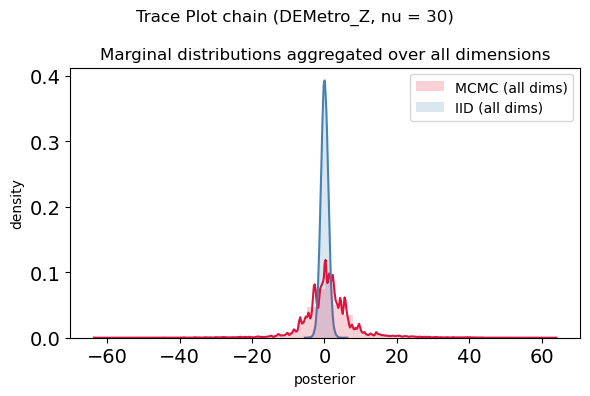 Trace Plot chain (DEMetro_Z, nu = 30)
Marginal distributions aggregated over all dimensions
MCMC (all dims)
IID (all dims)
density
0.4
0.3
0.2
0.1
0.0
−60 −40 −20 0 20 40 60
posterior